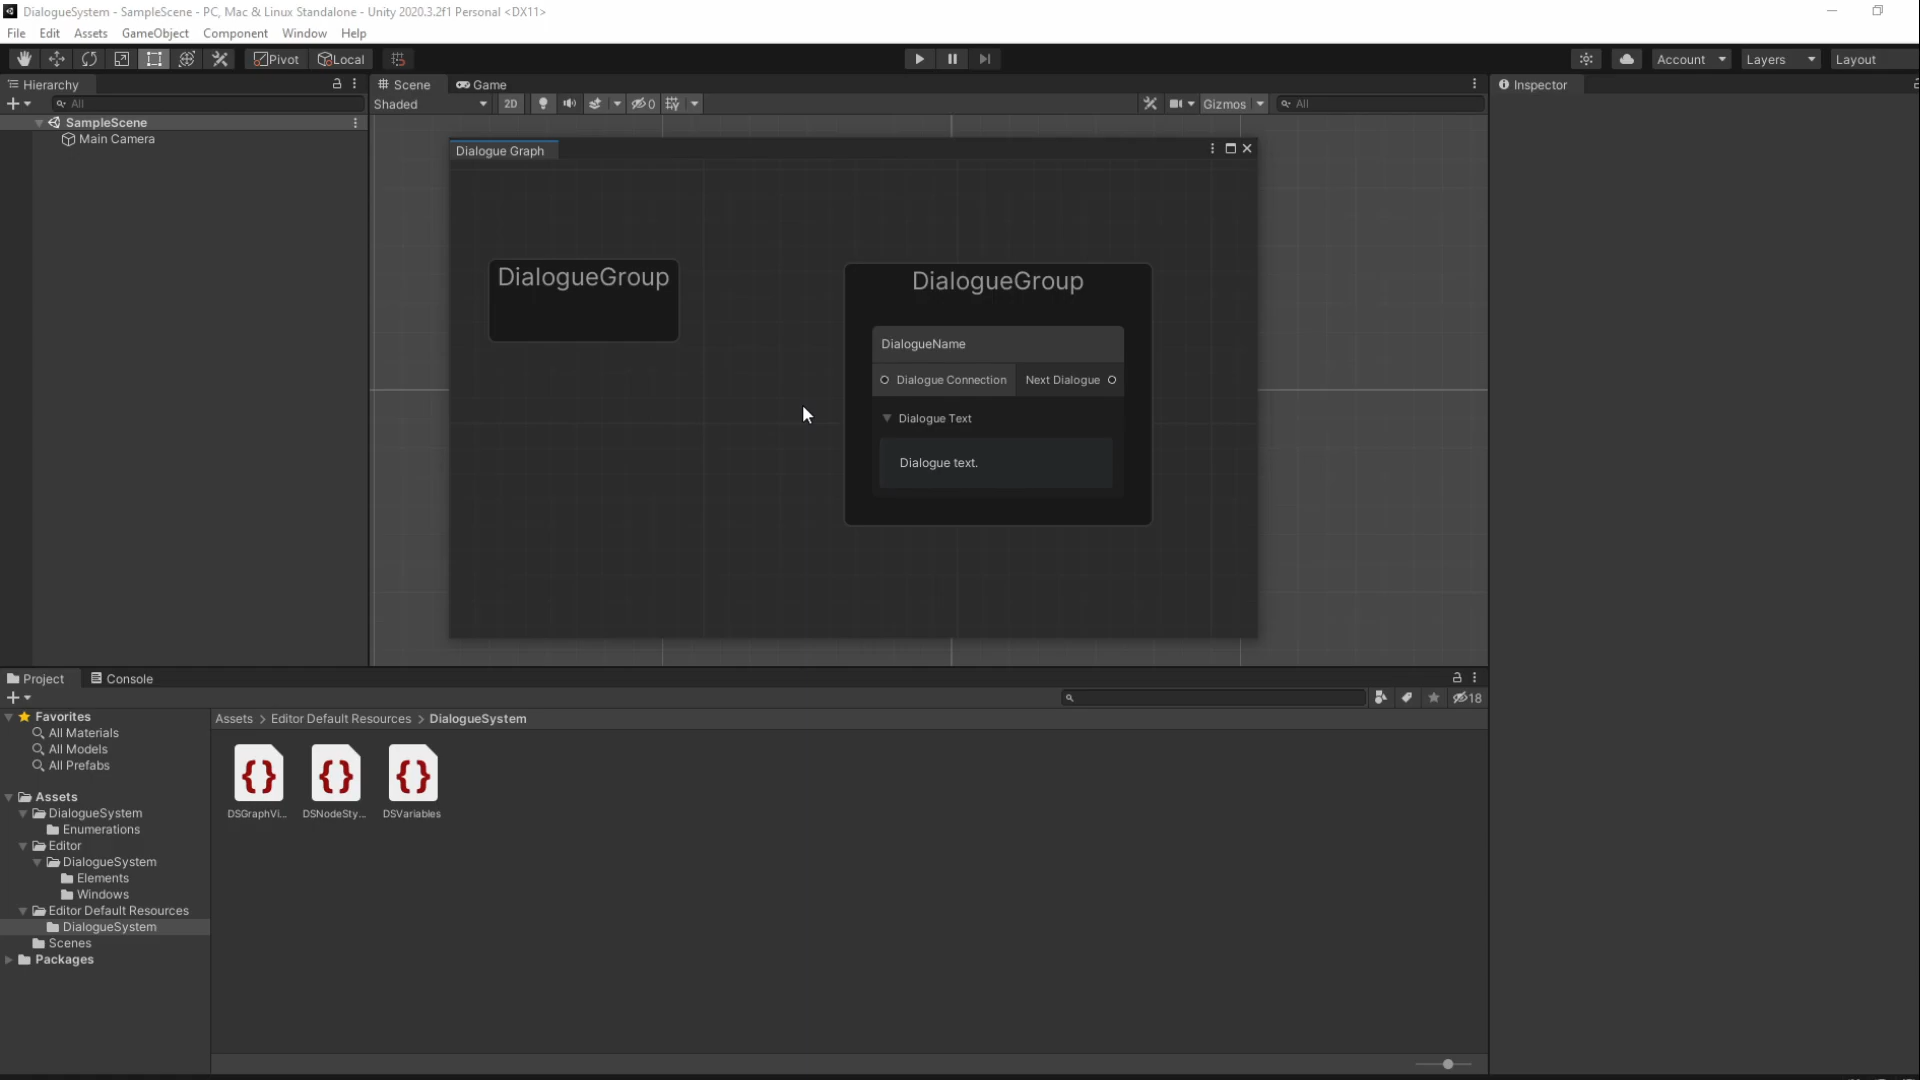 DialogueSystem - SampleScene - PC, Mac & Linux Standalone - Unity 2020.3.2f1 Personal <DX11>
File Edit Assets GameObject Component Window Help
Pivot Local Account Layers Layout
Hierarchy
All
SampleScene
Main Camera
Scene Game
Shaded 2D 0 Gizmos All
Inspector
Dialogue Graph
DialogueGroup
DialogueGroup
DialogueName
Dialogue Connection Next Dialogue
Dialogue Text
Dialogue text.
Project Console
18
Favorites
All Materials
All Models
All Prefabs
Assets
DialogueSystem
Enumerations
Editor
DialogueSystem
Elements
Windows
Editor Default Resources
DialogueSystem
Scenes
Packages
Assets > Editor Default Resources > DialogueSystem
{} {} {}
DSGraphVi... DSNodeSty... DSVariables